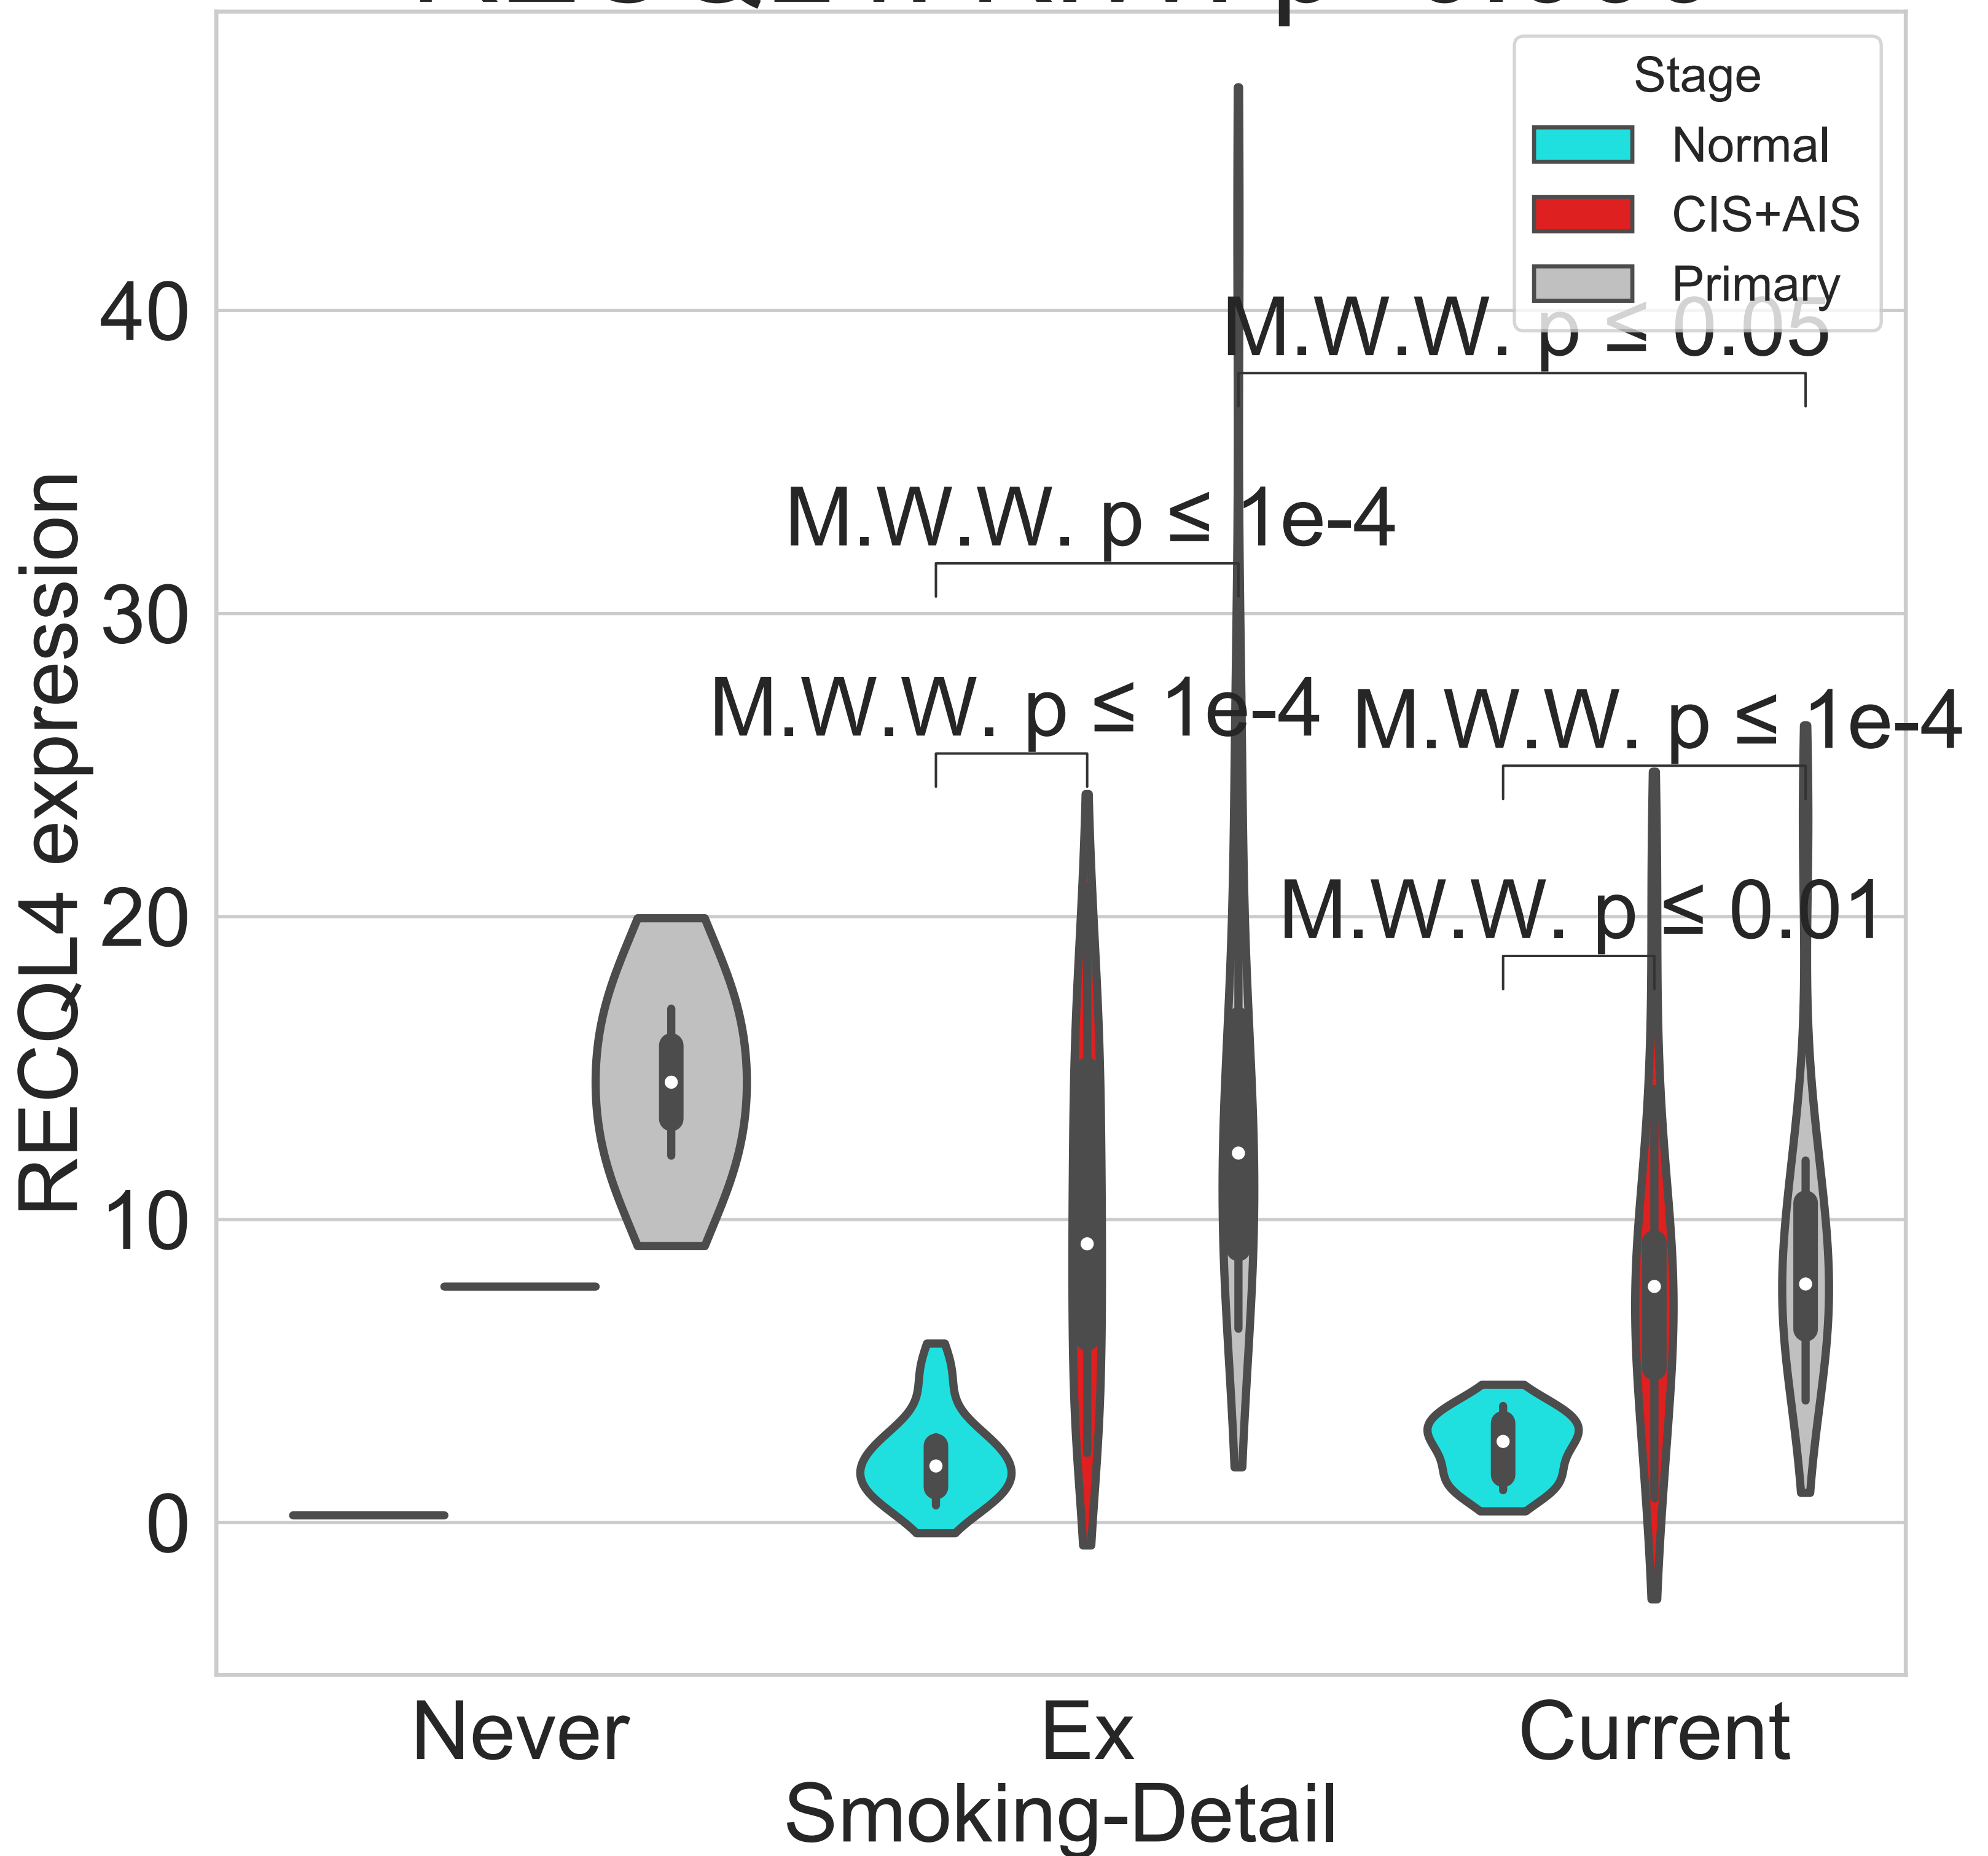 Stage
Normal
CIS+AIS
Primary
M.W.W. p ≤ 0.05
M.W.W. p ≤ 1e-4
M.W.W. p ≤ 1e-4
M.W.W. p ≤ 1e-4
M.W.W. p ≤ 0.01
40
30
20
10
0
RECQL4 expression
Never
Ex
Current
Smoking-Detail